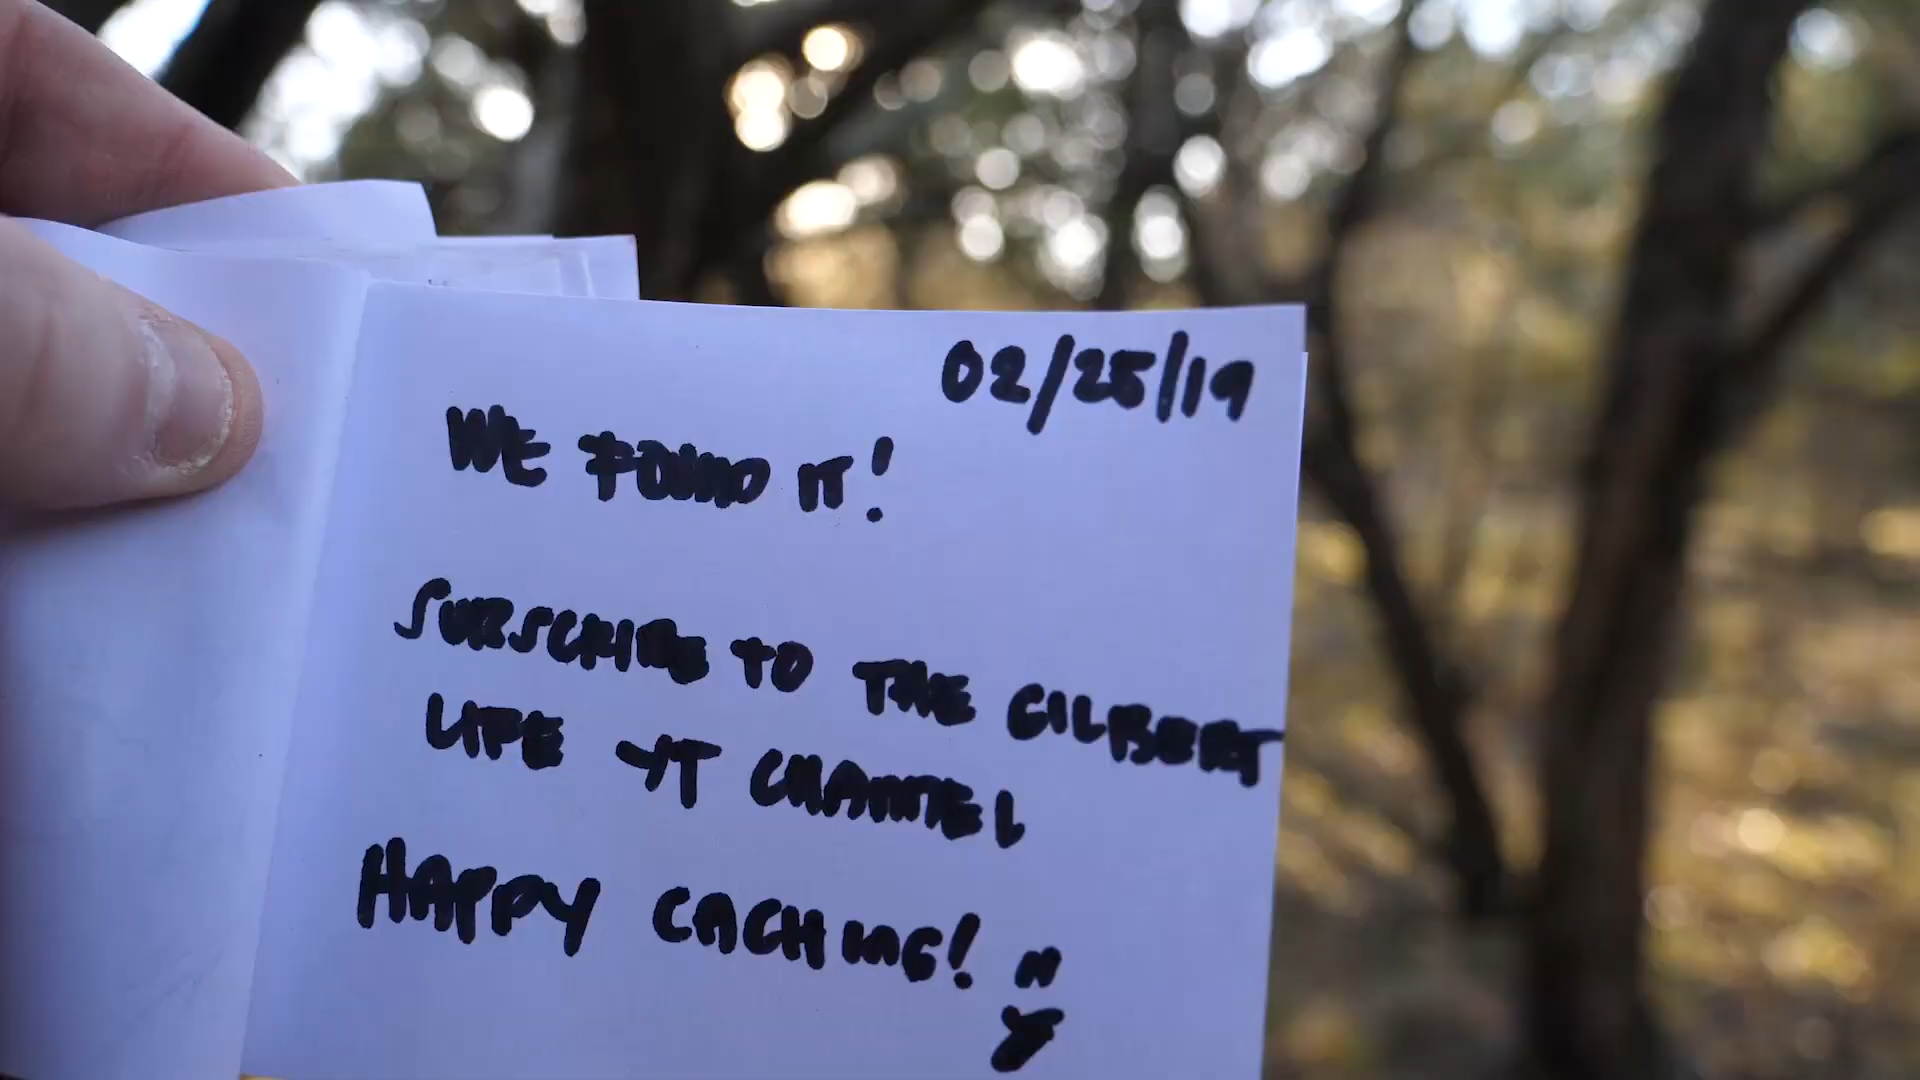 02/25/19
WE FOUND IT!
SUBSCRIBE TO THE GILBERT
LIFE YT CHANNEL
HAPPY CACHING!